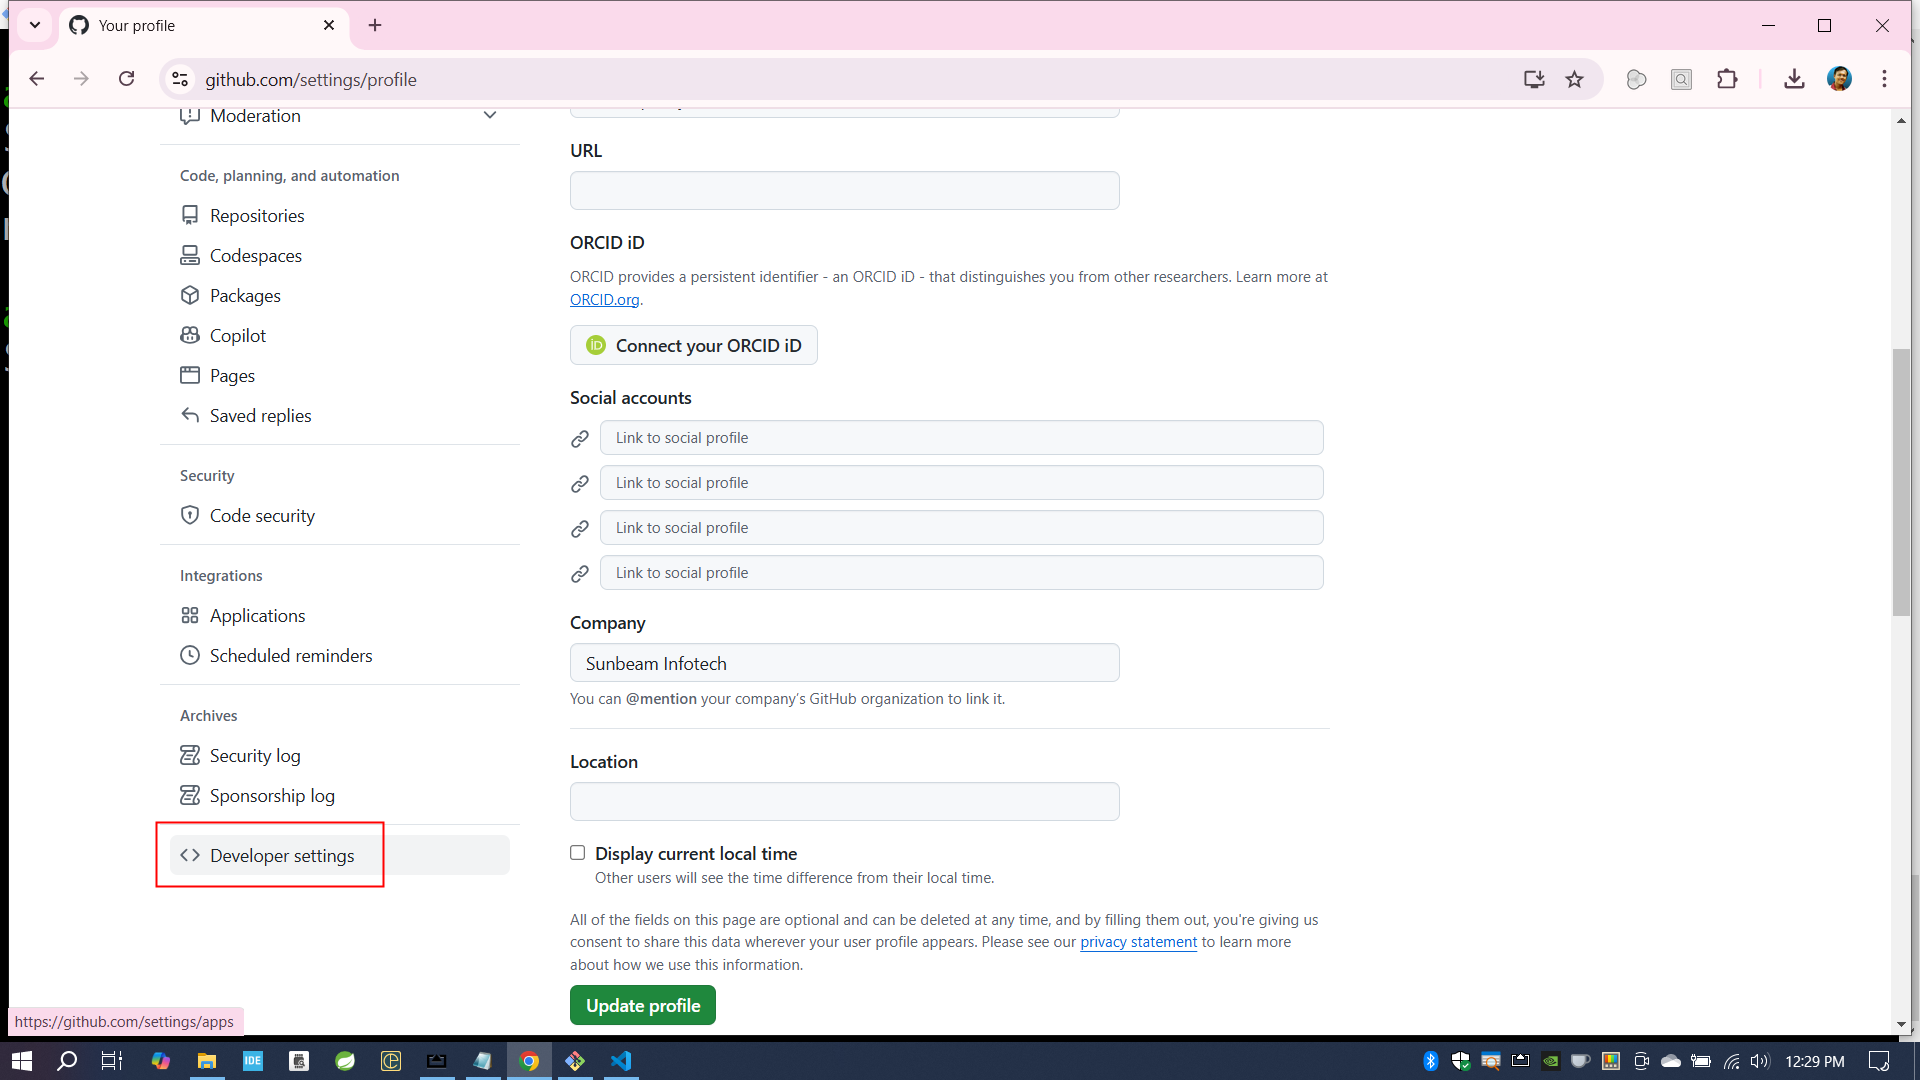 Your profile
github.com/settings/profile
Moderation
Code, planning, and automation
Repositories
Codespaces
Packages
Copilot
Pages
Saved replies
Security
Code security
Integrations
Applications
Scheduled reminders
Archives
Security log
Sponsorship log
Developer settings
URL
ORCID iD
ORCID provides a persistent identifier - an ORCID iD - that distinguishes you from other researchers. Learn more at
ORCID.org.
iD Connect your ORCID iD
Social accounts
Link to social profile
Link to social profile
Link to social profile
Link to social profile
Company
Sunbeam Infotech
You can @mention your company's GitHub organization to link it.
Location
Display current local time
Other users will see the time difference from their local time.
All of the fields on this page are optional and can be deleted at any time, and by filling them out, you're giving us
consent to share this data wherever your user profile appears. Please see our privacy statement to learn more
about how we use this information.
Update profile
https://github.com/settings/apps
IDE
12:29 PM